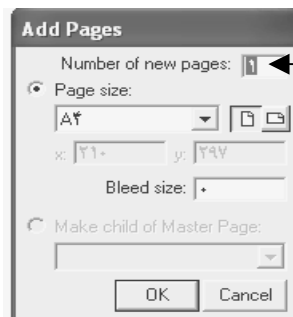 Add Pages
Number of new pages: ۱
Page size:
A۴
x: ۲۱۰ y: ۲۹۷
Bleed size: ۰
Make child of Master Page:
OK Cancel